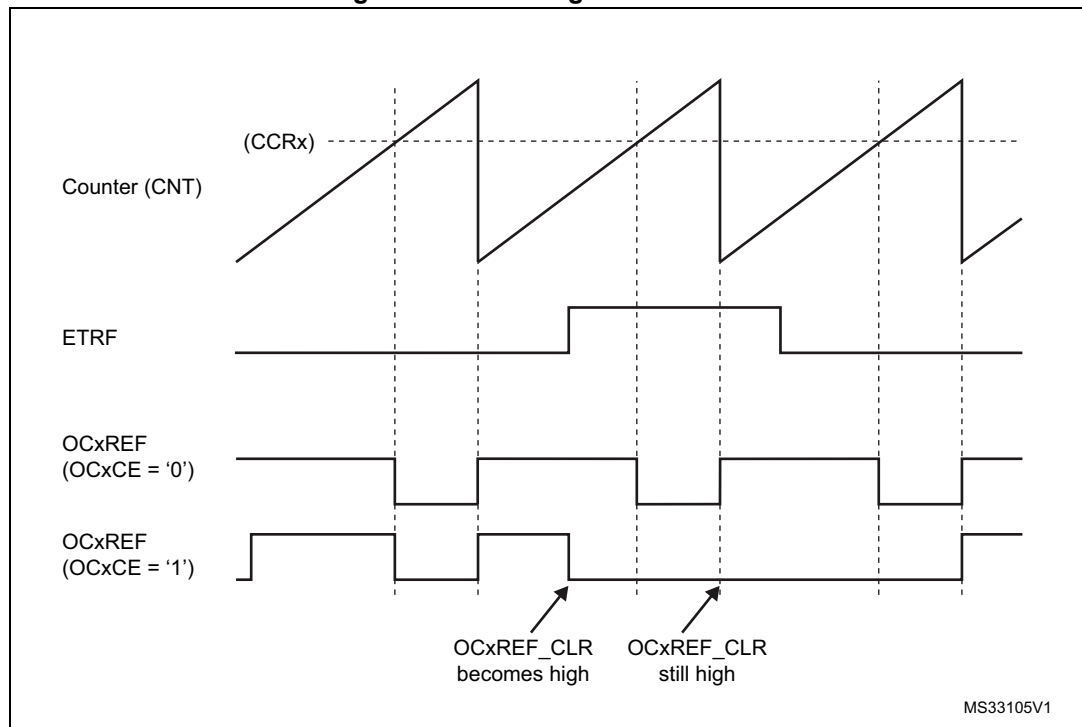 (CCRx)
Counter (CNT)
ETRF
OCxREF
(OCxCE = ‘0’)
OCxREF
(OCxCE = ‘1’)
OCxREF_CLR
becomes high
OCxREF_CLR
still high
MS33105V1